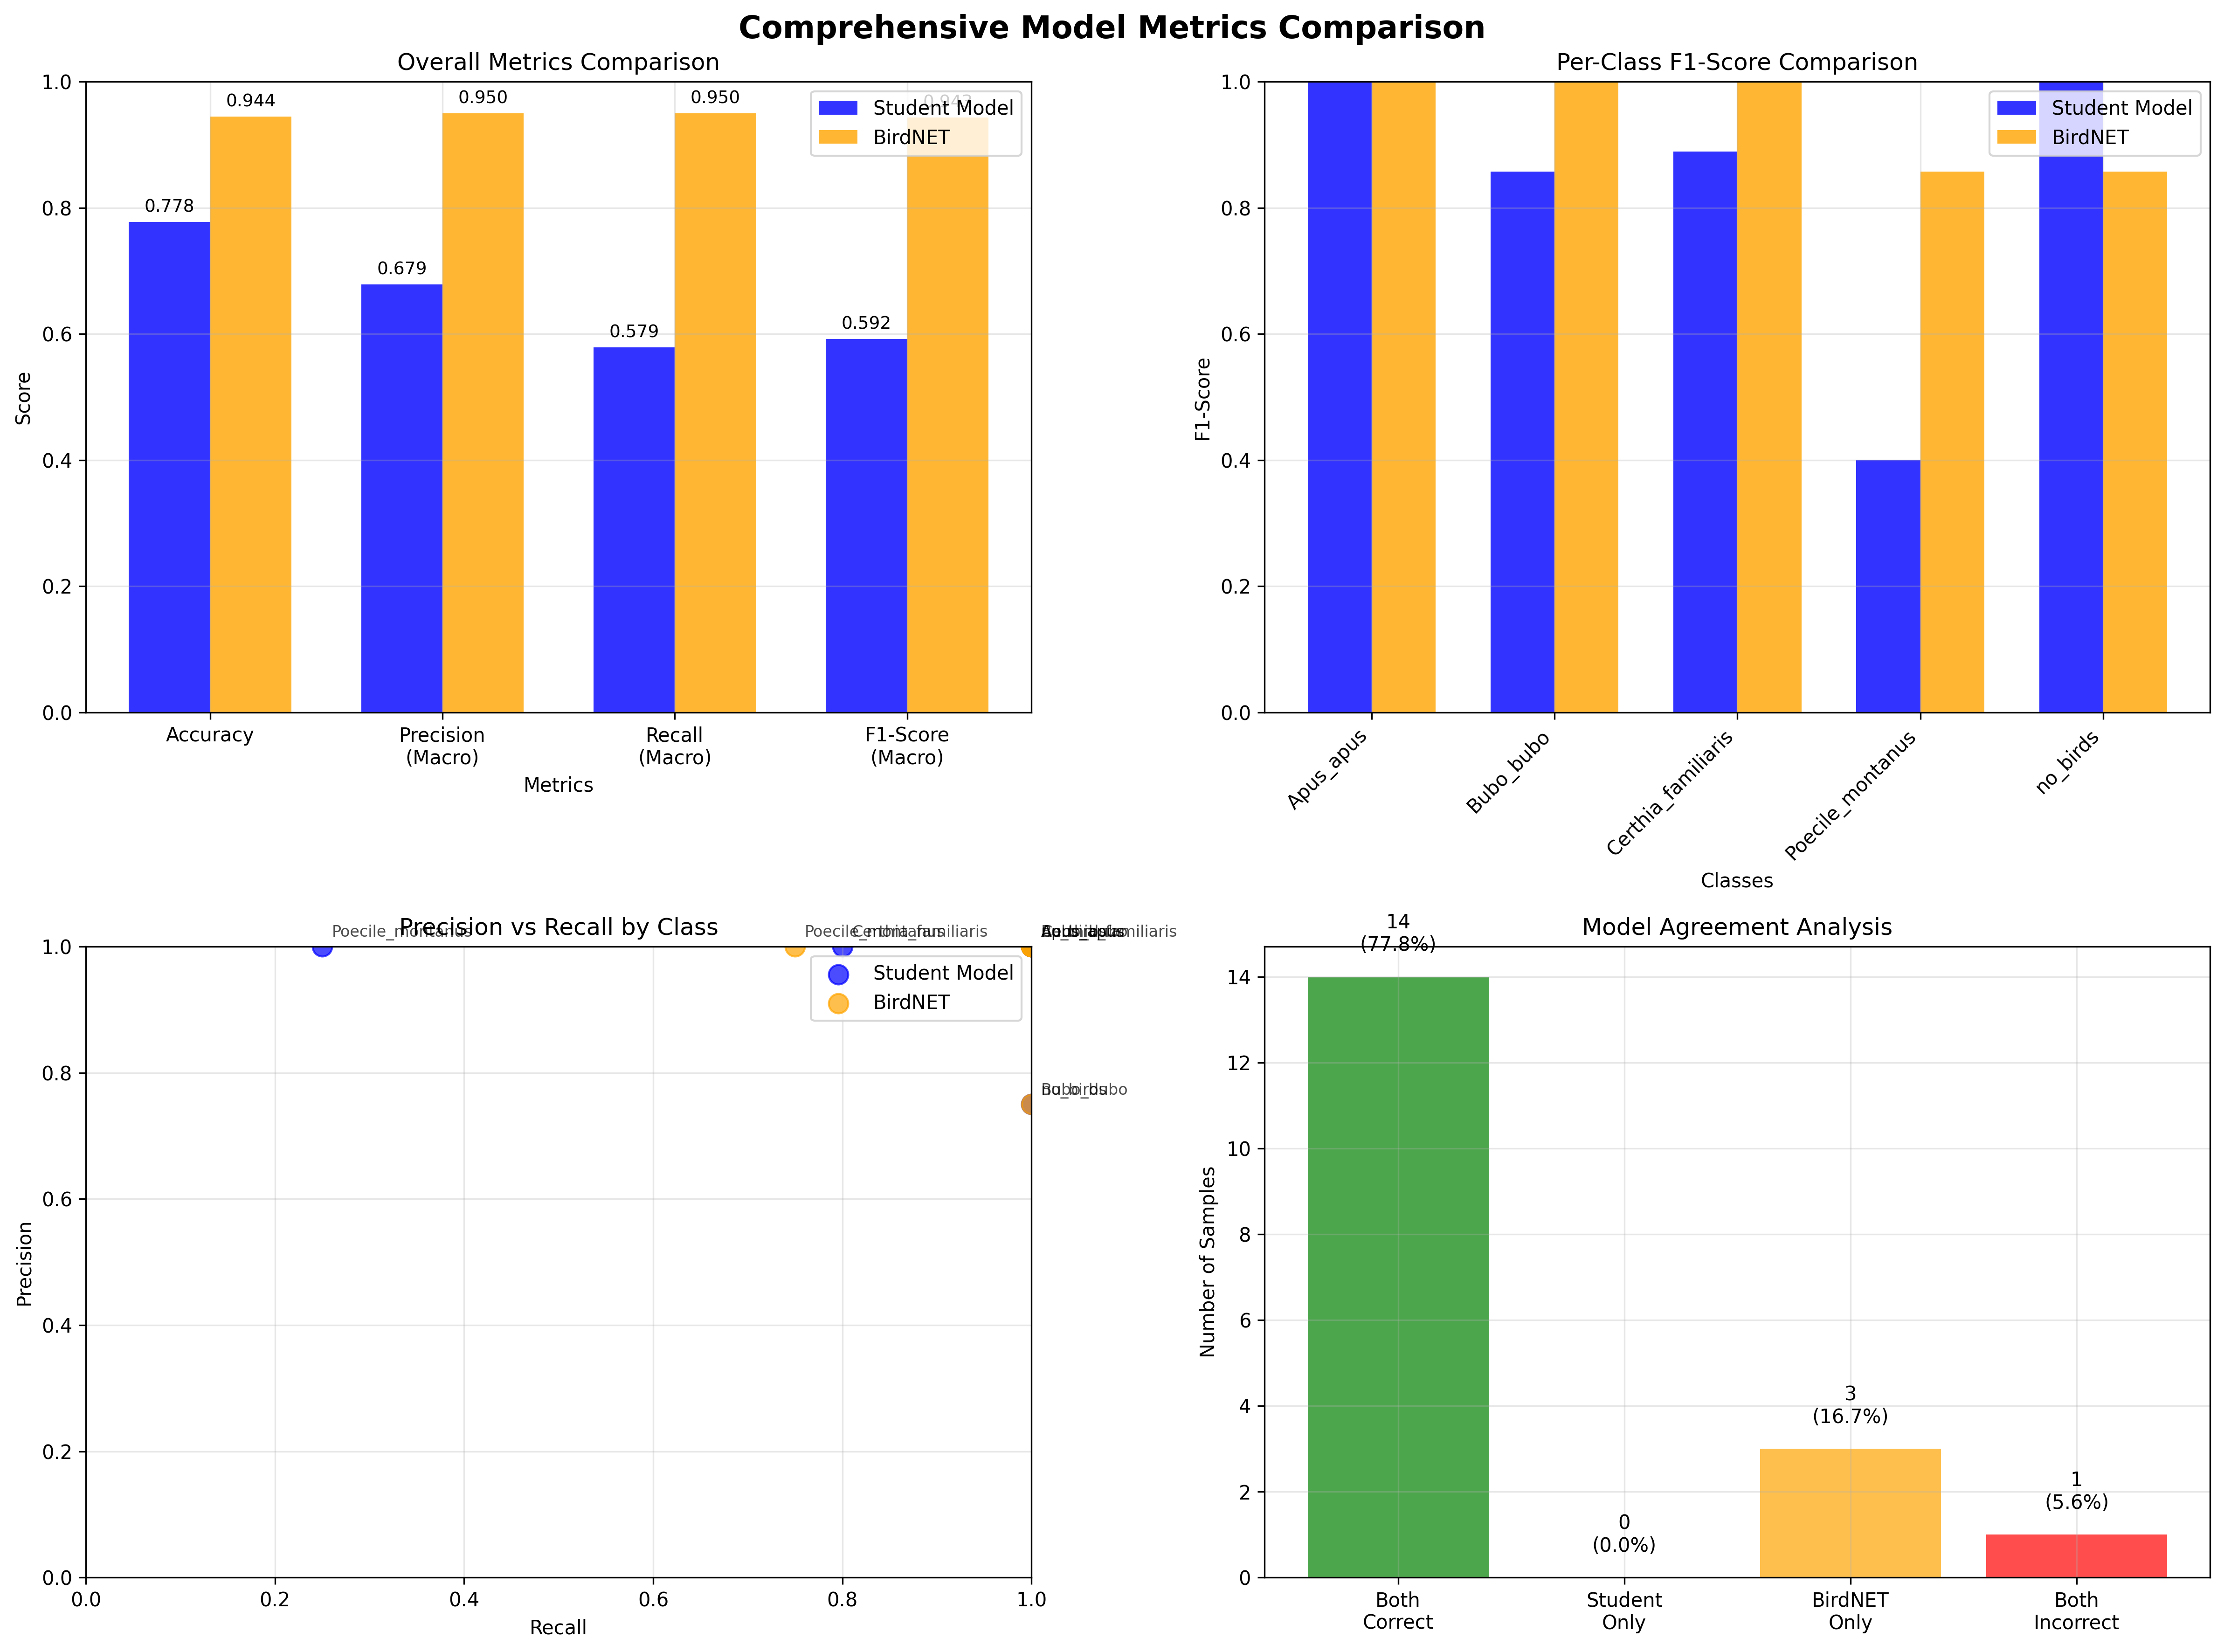 Comprehensive Model Metrics Comparison
Overall Metrics Comparison
1.0
0.8
0.6
0.4
0.2
0.0
Score
0.778
0.944
0.679
0.950
0.579
0.950
0.592
0.943
Student Model
BirdNET
Accuracy
Precision
(Macro)
Recall
(Macro)
F1-Score
(Macro)
Metrics
Per-Class F1-Score Comparison
1.0
0.8
0.6
0.4
0.2
0.0
F1-Score
Student Model
BirdNET
Apus_apus
Bubo_bubo
Certhia_familiaris
Poecile_montanus
no_birds
Classes
Precision vs Recall by Class
Poecile_montanus
Poecile_montanus
Certhia_familiaris
Student Model
BirdNET
Bubo_bubo
no_birds
1.0
0.8
0.6
0.4
0.2
0.0
Precision
0.0
0.2
0.4
0.6
0.8
1.0
Recall
Model Agreement Analysis
14
(77.8%)
0
(0.0%)
3
(16.7%)
1
(5.6%)
14
12
10
8
6
4
2
0
Number of Samples
Both
Correct
Student
Only
BirdNET
Only
Both
Incorrect